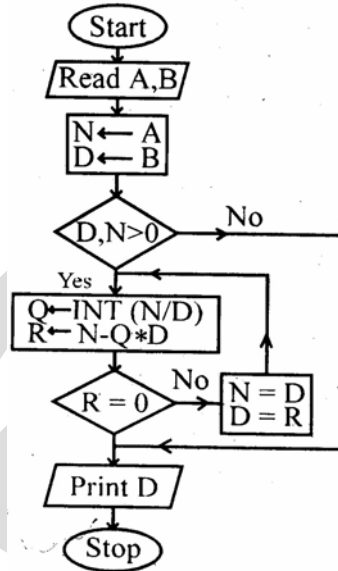 Start
Read A,B
N ← A
D ← B
D,N>0
No
Yes
Q←INT (N/D)
R← N-Q*D
No
R = 0
N = D
D = R
Print D
Stop